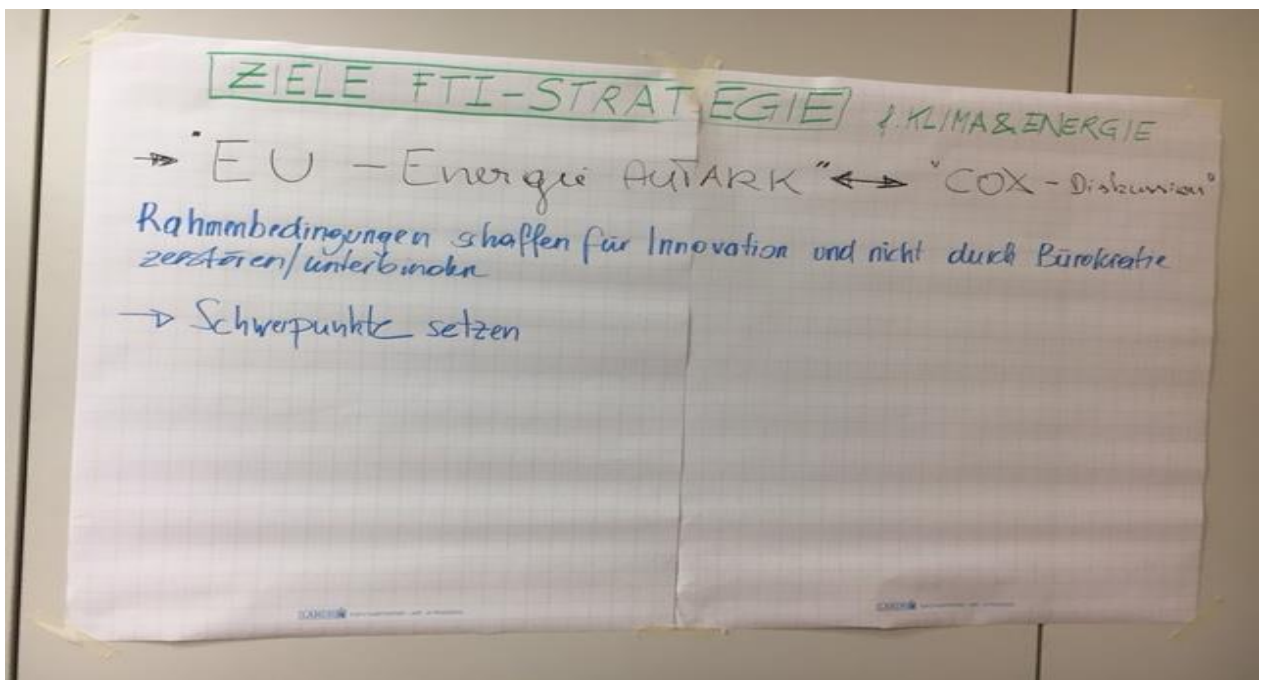 ZIELE FTI-STRATEGIE f. KLIMA&ENERGIE
→ "EU – Energie AUTARK" ↔ "COX – Diskussion"
Rahmenbedingungen schaffen für Innovation und nicht durch Bürokratie
zerstören/unterbinden
→ Schwerpunkte setzen